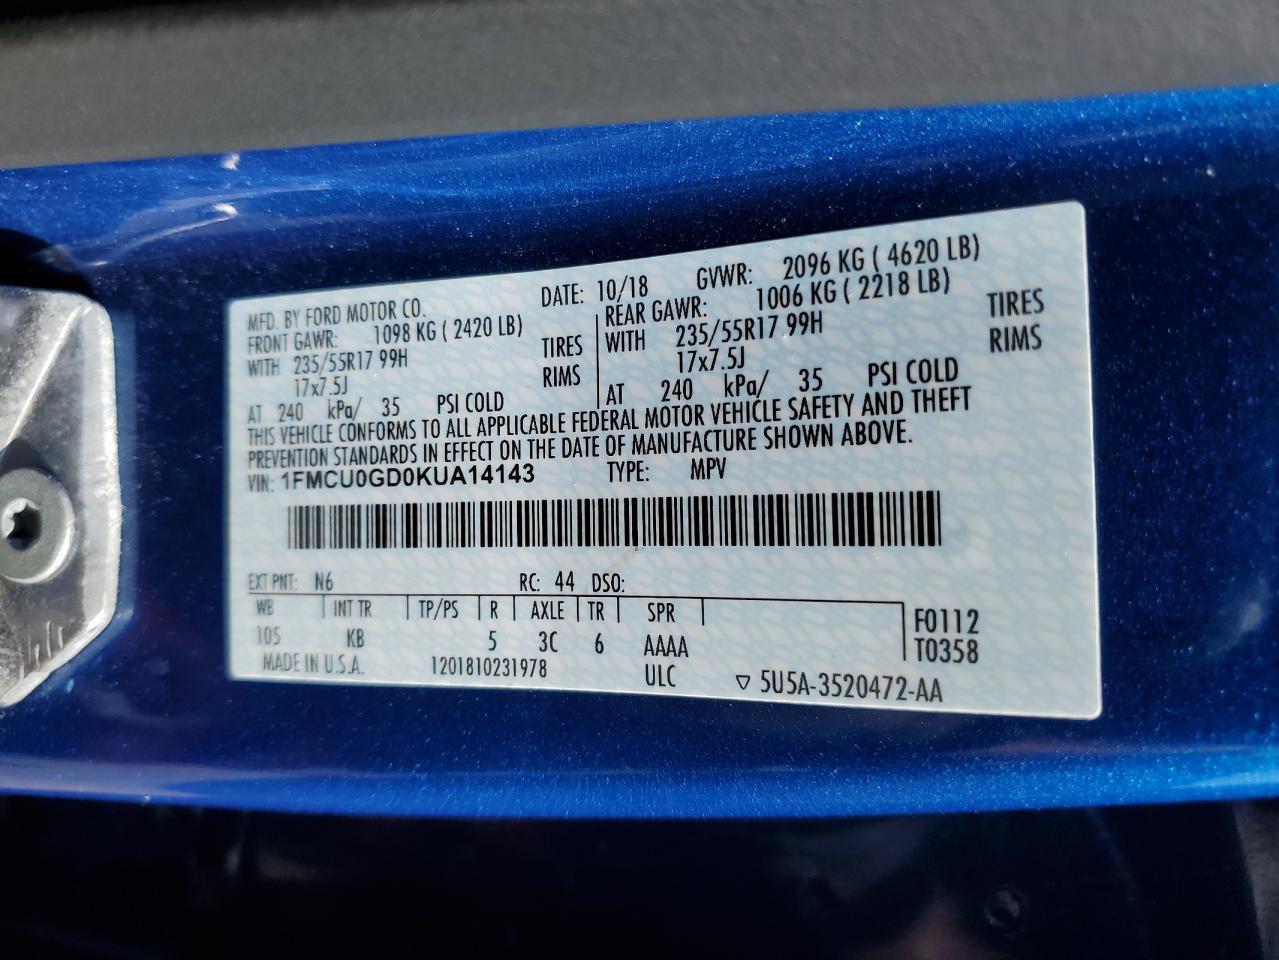 MFD. BY FORD MOTOR CO. DATE: 10/18 GVWR: 2096 KG ( 4620 LB)
FRONT GAWR: 1098 KG ( 2420 LB) REAR GAWR: 1006 KG ( 2218 LB)
WITH 235/55R17 99H TIRES WITH 235/55R17 99H TIRES
17x7.5J RIMS 17x7.5J RIMS
AT 240 kPa/ 35 PSI COLD AT 240 kPa/ 35 PSI COLD
THIS VEHICLE CONFORMS TO ALL APPLICABLE FEDERAL MOTOR VEHICLE SAFETY AND THEFT
PREVENTION STANDARDS IN EFFECT ON THE DATE OF MANUFACTURE SHOWN ABOVE.
VIN: 1FMCU0GD0KUA14143 TYPE: MPV
EXT PNT: N6 RC: 44 DSO:
WB INT TR TP/PS R AXLE TR SPR F0112
105 KB 5 3C 6 AAAA T0358
MADE IN U.S.A. 1201810231978 ULC ▽ 5U5A-3520472-AA